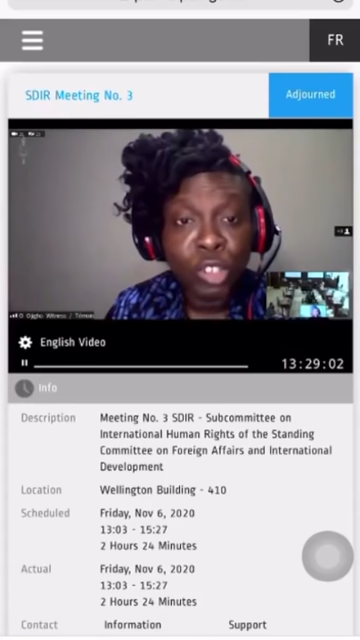 FR
SDIR Meeting No. 3
Adjourned
English Video
13:29:02
Info
Description
Meeting No. 3 SDIR - Subcommittee on
International Human Rights of the Standing
Committee on Foreign Affairs and International
Development
Location
Wellington Building - 410
Scheduled
Friday, Nov 6, 2020
13:03 - 15:27
2 Hours 24 Minutes
Actual
Friday, Nov 6, 2020
13:03 - 15:27
2 Hours 24 Minutes
Contact
Information
Support